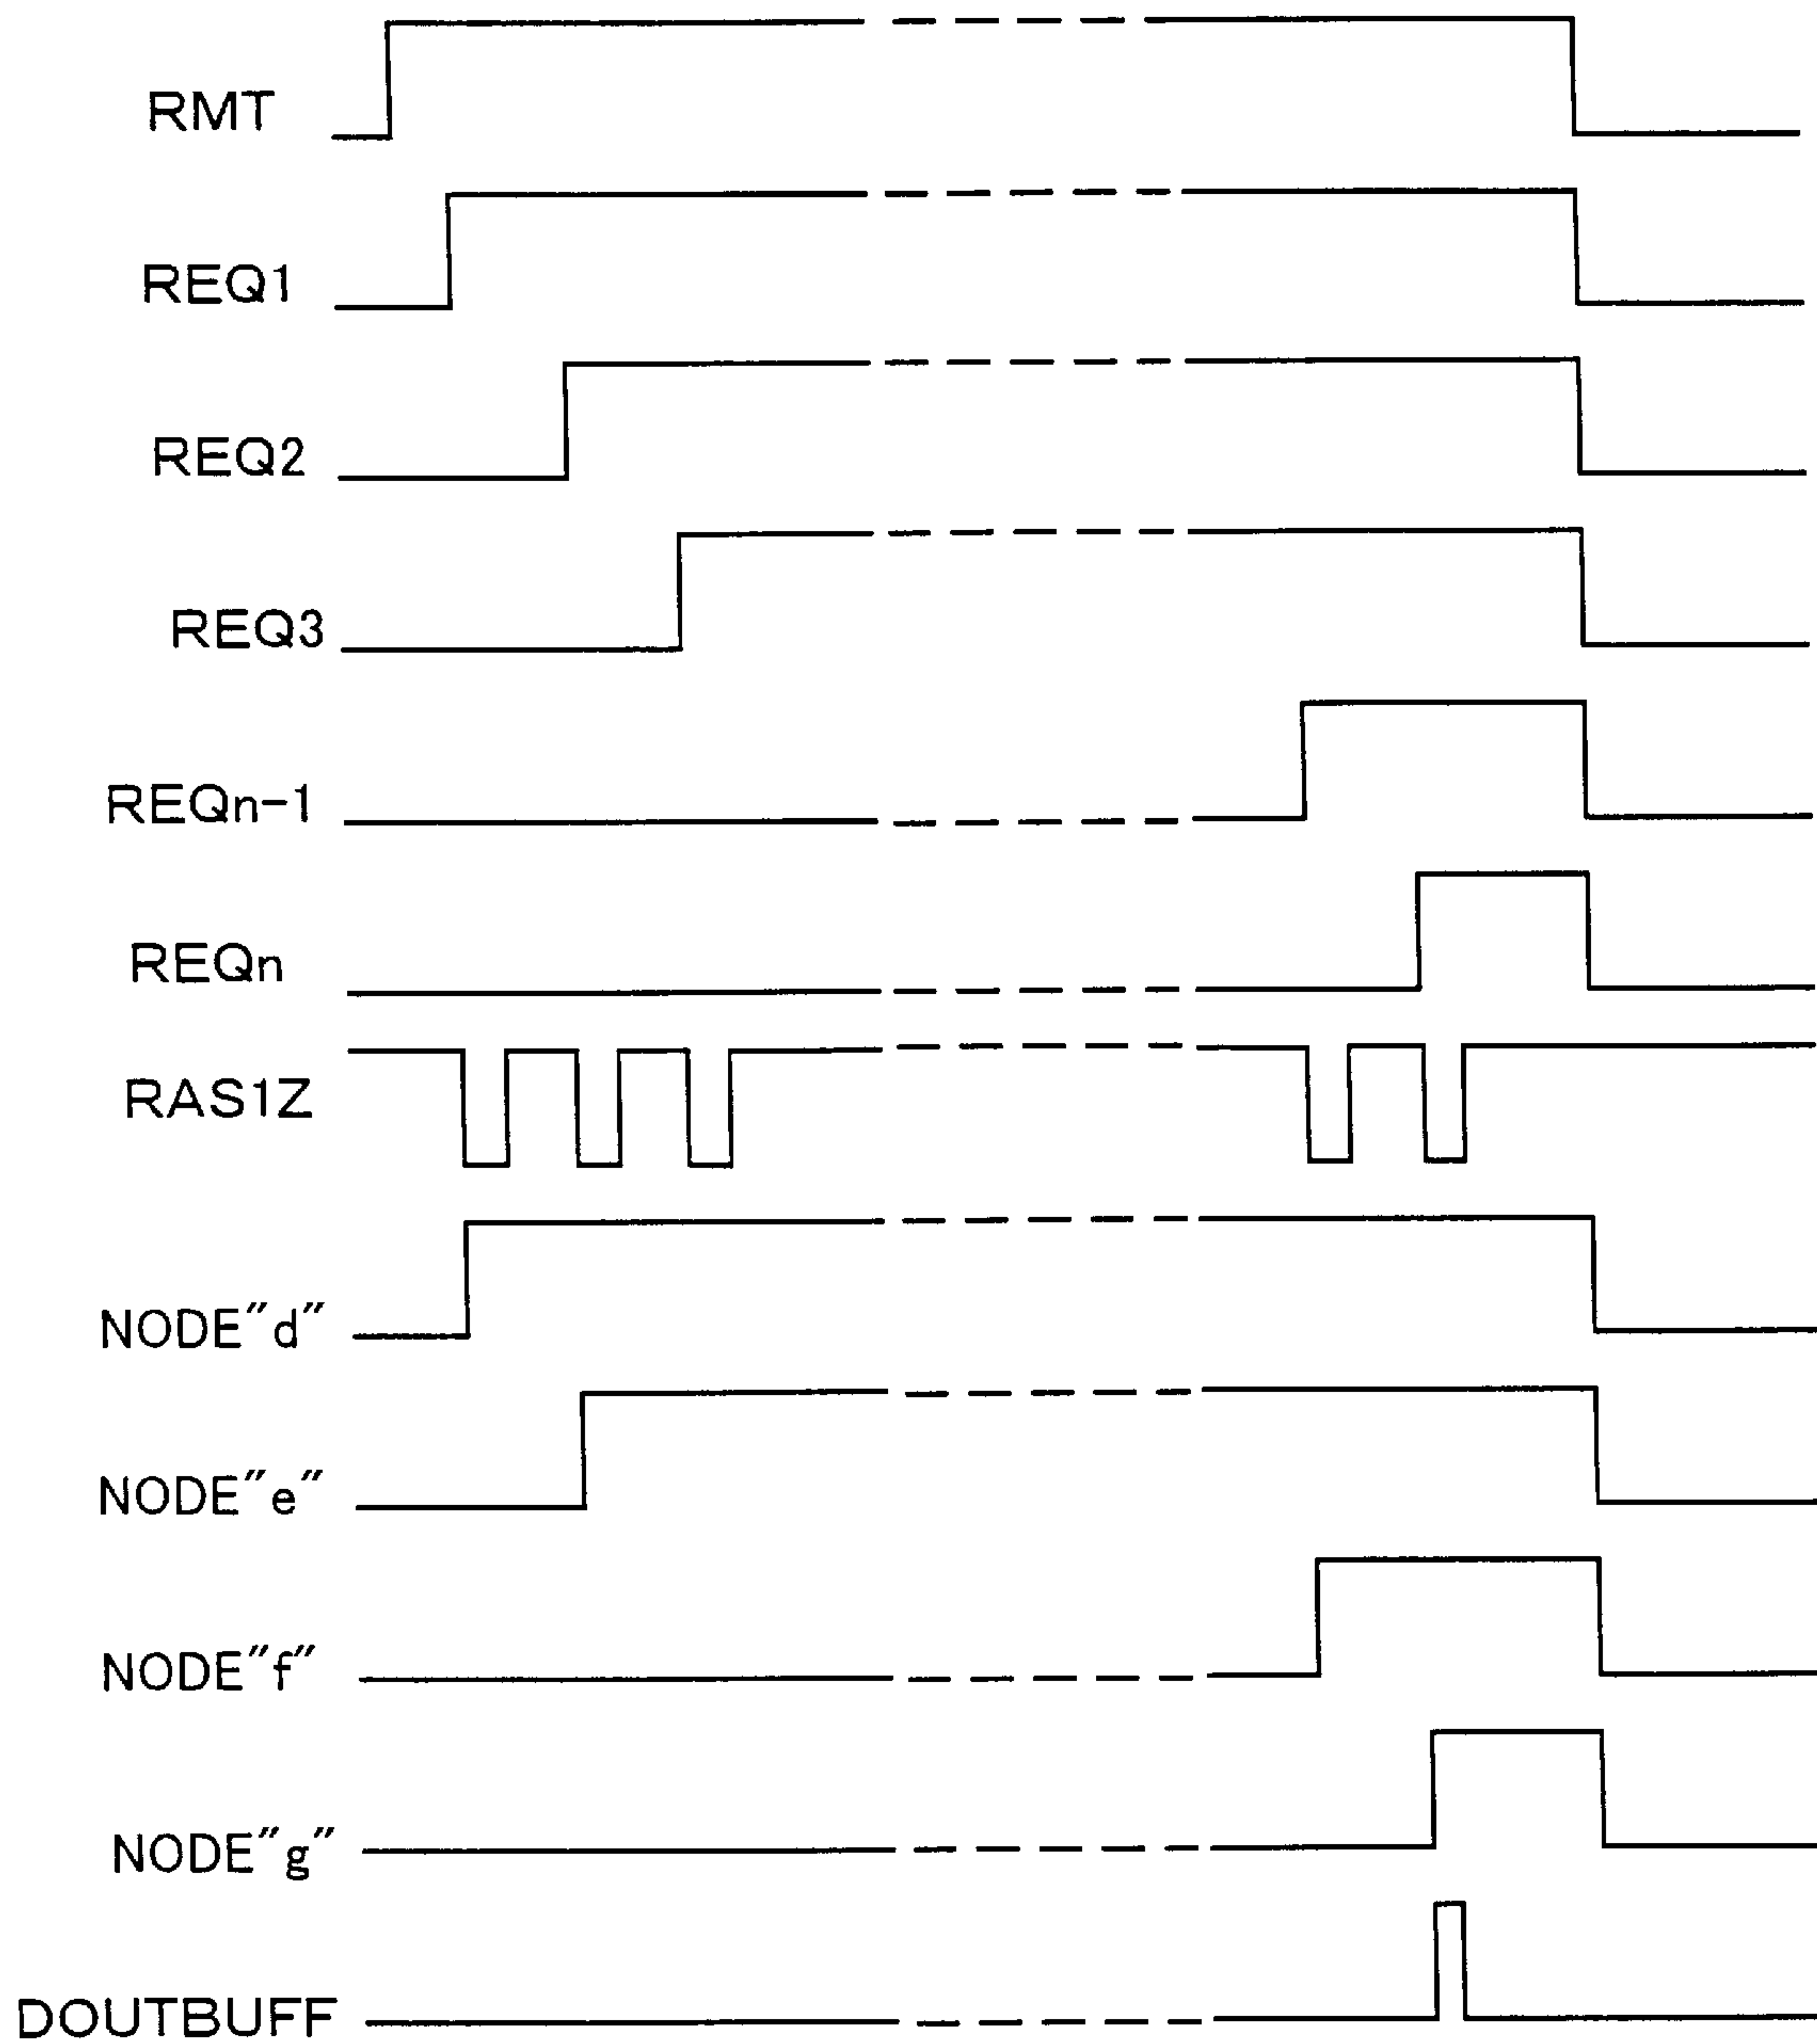 RMT
REQ1
REQ2
REQ3
REQn-1
REQn
RAS1Z
NODE"d"
NODE"e"
NODE"f"
NODE"g"
DOUTBUFF